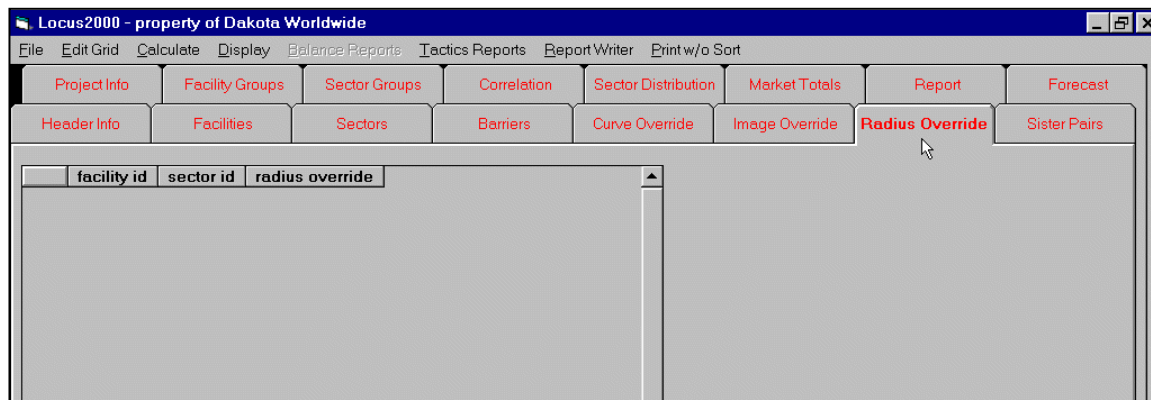 Locus2000 - property of Dakota Worldwide
File Edit Grid Calculate Display Balance Reports Tactics Reports Report Writer Print w/o Sort
Project Info Facility Groups Sector Groups Correlation Sector Distribution Market Totals Report Forecast
Header Info Facilities Sectors Barriers Curve Override Image Override Radius Override Sister Pairs
facility id sector id radius override